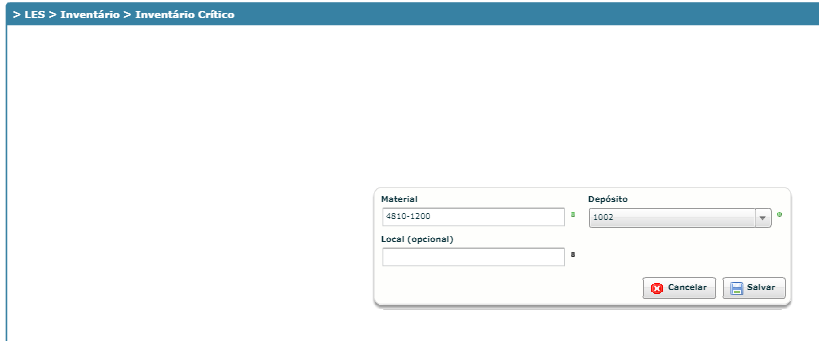 > LES > Inventário > Inventário Crítico
Material
Depósito
4810-1200
1002
Local (opcional)
Cancelar
Salvar